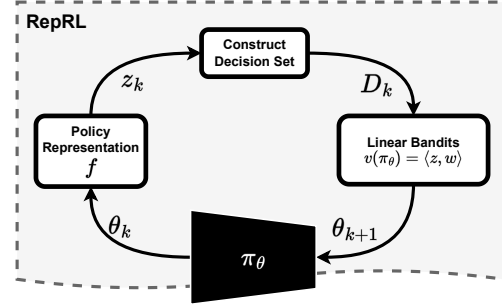 RepRL
Construct
Decision Set
z_k
D_k
Policy
Representation
f
Linear Bandits
v(π_θ) = ⟨z, w⟩
θ_k
θ_{k+1}
π_θ